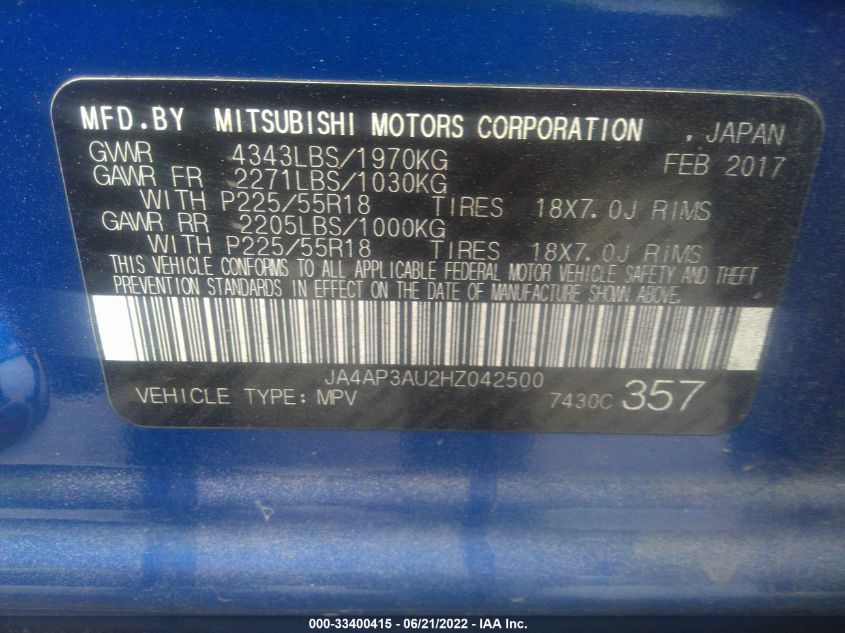 MFD.BY MITSUBISHI MOTORS CORPORATION , JAPAN
GVWR 4343LBS/1970KG FEB 2017
GAWR FR 2271LBS/1030KG
WITH P225/55R18 TIRES 18X7.0J RIMS
GAWR RR 2205LBS/1000KG
WITH P225/55R18 TIRES 18X7.0J RIMS
THIS VEHICLE CONFORMS TO ALL APPLICABLE FEDERAL MOTOR VEHICLE SAFETY AND THEFT
PREVENTION STANDARDS IN EFFECT ON THE DATE OF MANUFACTURE SHOWN ABOVE.
JA4AP3AU2HZ042500
VEHICLE TYPE: MPV 7430C 357
000-33400415 - 06/21/2022 - IAA Inc.